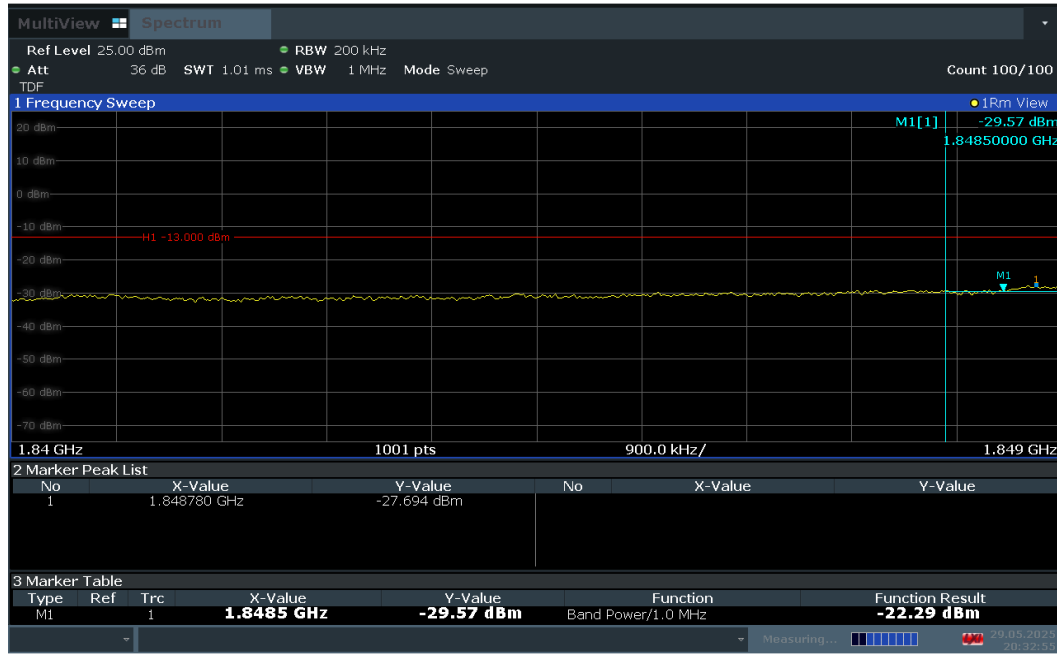 MultiView Spectrum
Ref Level 25.00 dBm RBW 200 kHz
Att 36 dB SWT 1.01 ms VBW 1 MHz Mode Sweep Count 100/100
TDF
1 Frequency Sweep 1Rm View
M1[1] -29.57 dBm
1.84850000 GHz
20 dBm
10 dBm
0 dBm
-10 dBm
H1 -13.000 dBm
-20 dBm
M1 1
-30 dBm
-40 dBm
-50 dBm
-60 dBm
-70 dBm
1.84 GHz 1001 pts 900.0 kHz/ 1.849 GHz
2 Marker Peak List
No X-Value Y-Value No X-Value Y-Value
1 1.848780 GHz -27.694 dBm
3 Marker Table
Type Ref Trc X-Value Y-Value Function Function Result
M1 1 1.8485 GHz -29.57 dBm Band Power/1.0 MHz -22.29 dBm
Measuring... 29.05.2025
20:32:55